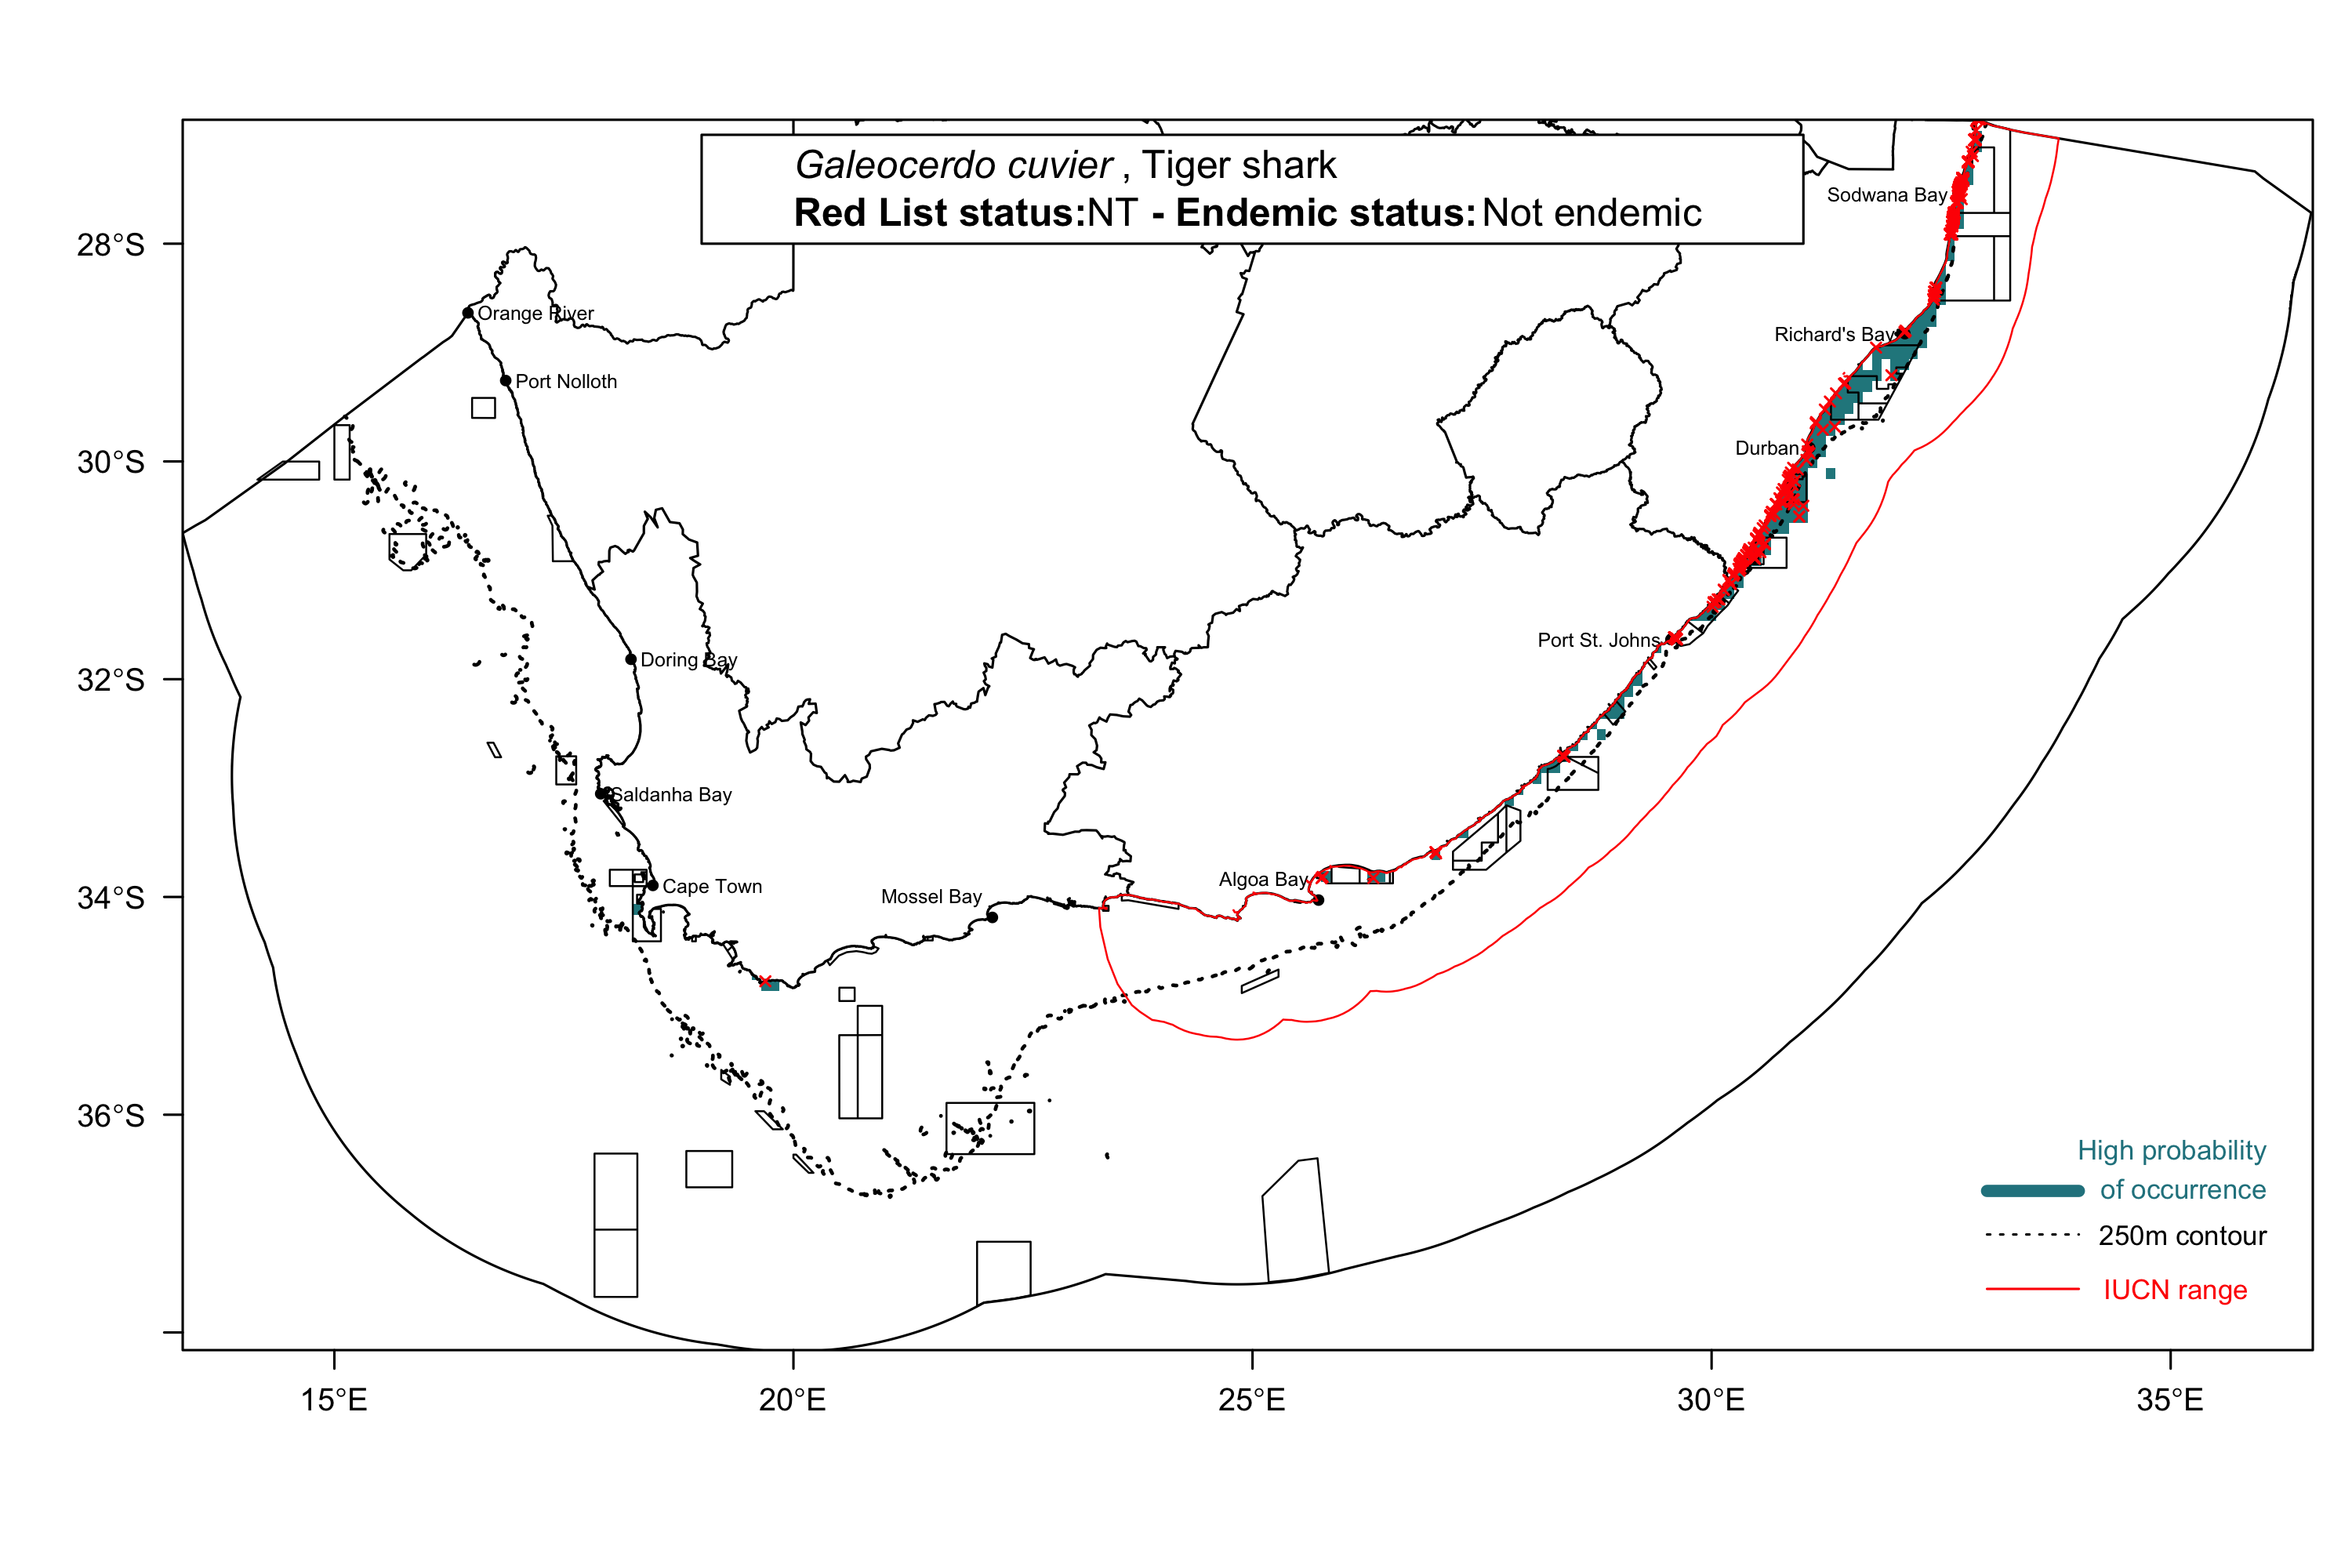 Galeocerdo cuvier , Tiger shark
Red List status:NT - Endemic status: Not endemic
Sodwana Bay
28°S
Orange River
Richard's Bay
Port Nolloth
Durban
30°S
Port St. Johns
Doring Bay
32°S
Saldanha Bay
Algoa Bay
Cape Town
Mossel Bay
34°S
36°S
High probability
of occurrence
250m contour
IUCN range
15°E
20°E
25°E
30°E
35°E